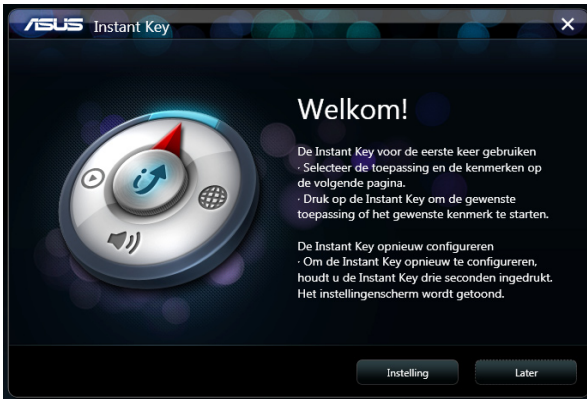 ASUS Instant Key
Welkom!
De Instant Key voor de eerste keer gebruiken
· Selecteer de toepassing en de kenmerken op
de volgende pagina.
· Druk op de Instant Key om de gewenste
toepassing of het gewenste kenmerk te starten.
De Instant Key opnieuw configureren
· Om de Instant Key opnieuw te configureren,
houdt u de Instant Key drie seconden ingedrukt.
Het instellingenscherm wordt getoond.
Instelling Later